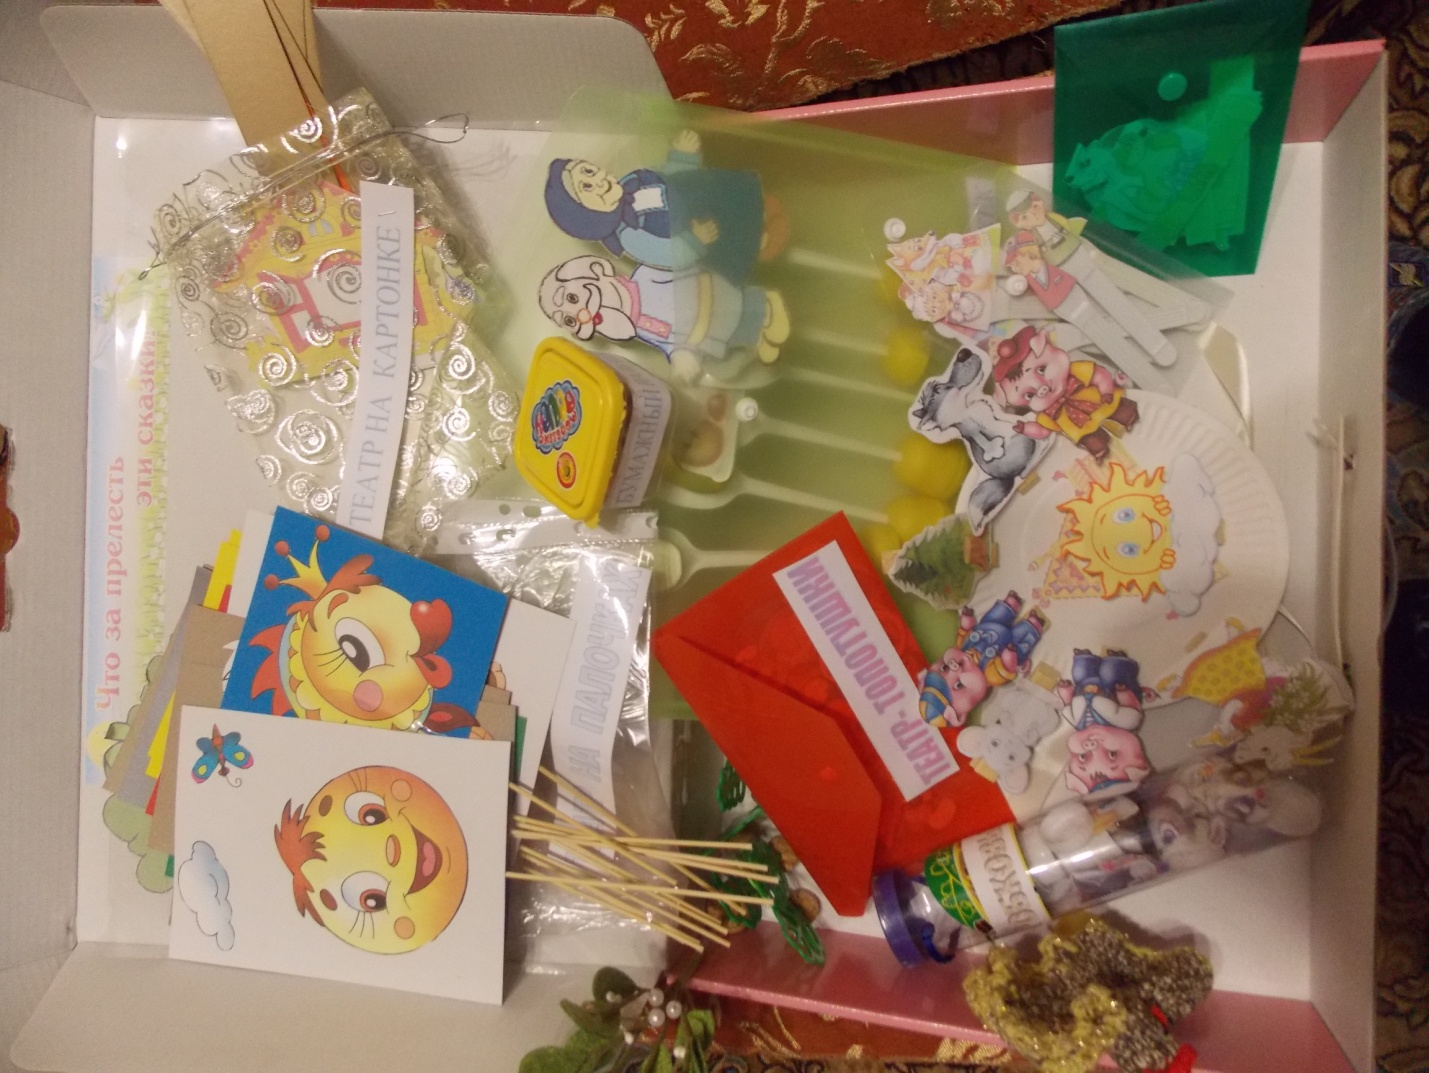 Что за прелесть
эти сказки
ТЕАТР НА КАРТОНКЕ
БУМАЖНЫЙ
НА ПАЛОЧКАХ
ТЕАТР- ТОПОТУШКИ